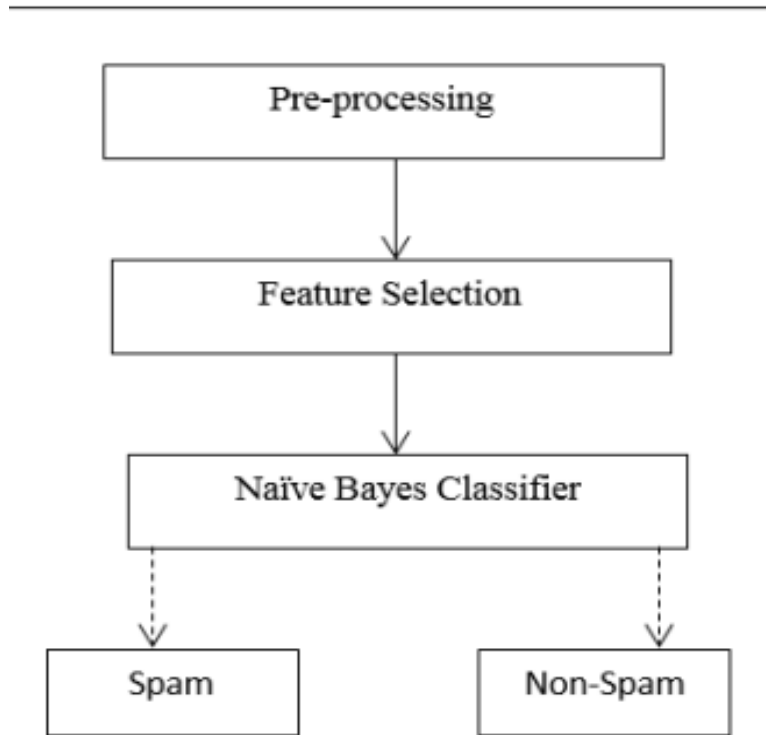 Pre-processing
Feature Selection
Naïve Bayes Classifier
Spam
Non-Spam